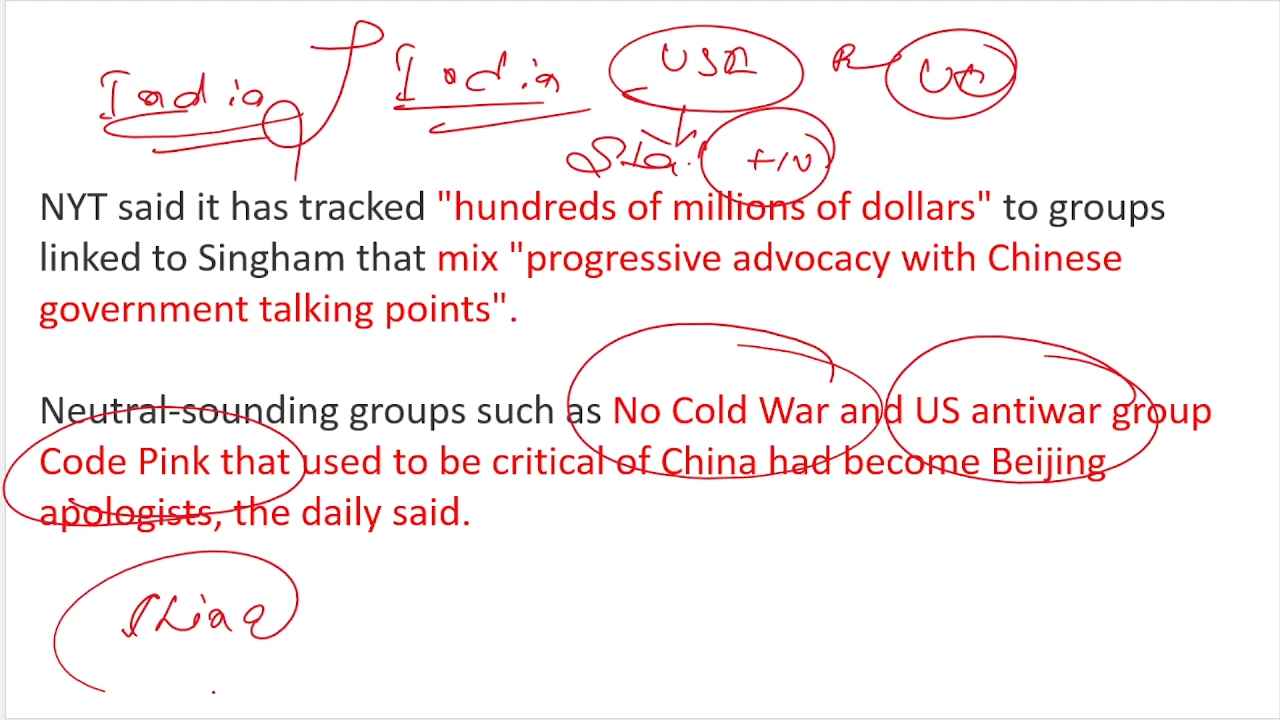 India India USA
NYT said it has tracked "hundreds of millions of dollars" to groups
linked to Singham that mix "progressive advocacy with Chinese
government talking points".
Neutral-sounding groups such as No Cold War and US antiwar group
Code Pink that used to be critical of China had become Beijing
apologists, the daily said.